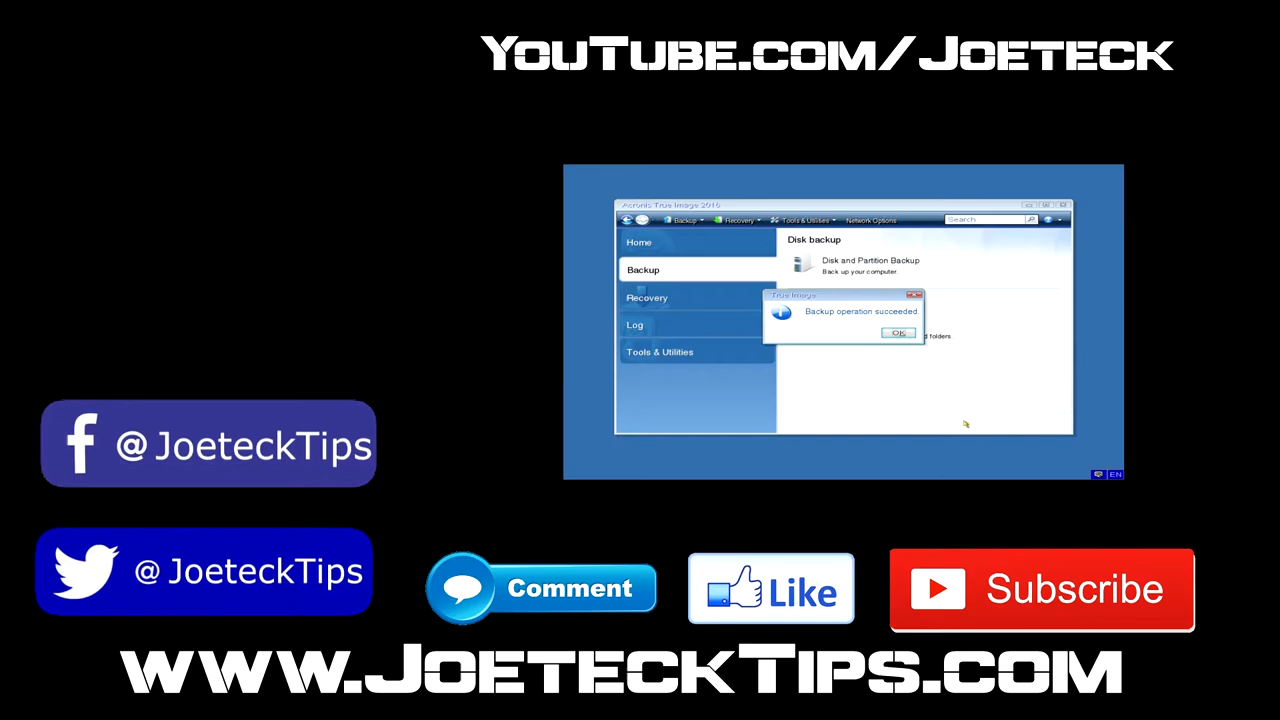 YouTube.com/Joeteck
Acronis True Image 2016
Backup Recovery Tools & Utilities Network Options Search
Home
Backup
Recovery
Log
Tools & Utilities
Disk backup
Disk and Partition Backup
Back up your computer.
True Image
Backup operation succeeded.
OK
d folders.
EN
f @JoeteckTips
@JoeteckTips
Comment
Like
Subscribe
www.JoeteckTips.com